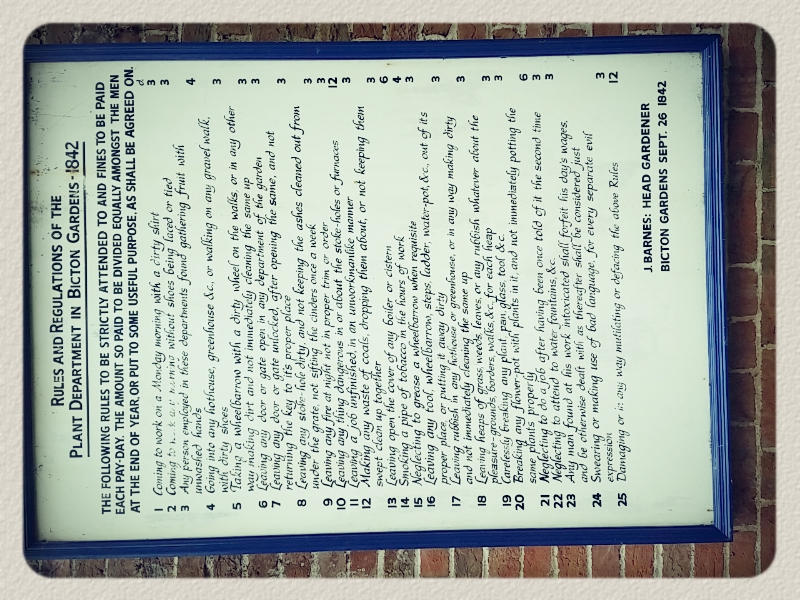 RULES AND REGULATIONS OF THE
PLANT DEPARTMENT IN BICTON GARDENS · 1842
THE FOLLOWING RULES TO BE STRICTLY ATTENDED TO AND FINES TO BE PAID
EACH PAY-DAY. THE AMOUNT SO PAID TO BE DIVIDED EQUALLY AMONGST THE MEN
AT THE END OF YEAR OR PUT TO SOME USEFUL PURPOSE, AS SHALL BE AGREED ON.
d
1 Coming to work on a Monday morning with a dirty shirt 3
2 Coming to without shoes being laced or tied 3
3 Any person employed in these departments found gathering fruit with
unwashed hands 4
4 Going into any hothouse, greenhouse &c., or walking on any gravel walk,
with dirty shoes 3
5 Taking a wheelbarrow with a dirty wheel on the walks or in any other
way making dirt and not immediately cleaning the same up 3
6 Leaving any door or gate open in any department of the garden 3
7 Leaving any door or gate unlocked, after opening the same, and not
returning the key to its proper place 3
8 Leaving any stoke-hole dirty, and not keeping the ashes cleaned out from
under the grate, not sifting the cinders once a week 3
9 Leaving any fire at night not in proper trim or order 3
10 Leaving any thing dangerous in or about the stoke-holes or furnaces 12
11 Leaving a job unfinished, in an unworkmanlike manner 3
12 Making any waste of coals, dropping them about, or not keeping them
swept clean up together 3
13 Leaving open the cover of any boiler or cistern 6
14 Smoking a pipe of tobacco in the hours of work 4
15 Neglecting to grease a wheelbarrow when requisite 3
16 Leaving any tool, wheelbarrow, steps, ladder, water-pot, &c., out of its
proper place, or putting it away dirty 3
17 Leaving rubbish in any hothouse or greenhouse, or in any way making dirty
and not immediately cleaning the same up 3
18 Leaving heaps of grass, weeds, leaves, or any rubbish whatever about the
pleasure-grounds, borders, walks, &c., for each heap 3
19 Carelessly breaking any plant, pan, glass, tool, &c. 3
20 Breaking any flower-pot with plants in it, and not immediately potting the
same plants properly 6
21 Neglecting to do a job after having been once told of it the second time 3
22 Neglecting to attend to water fountains, &c. 3
23 Any man found at his work intoxicated shall forfeit his day's wages,
and be otherwise dealt with as thereafter shall be considered just
24 Swearing or making use of bad language, for every separate evil
expression 3
25 Damaging or in any way mutilating or defacing the above Rules 12
J. BARNES: HEAD GARDENER
BICTON GARDENS SEPT. 26 1842